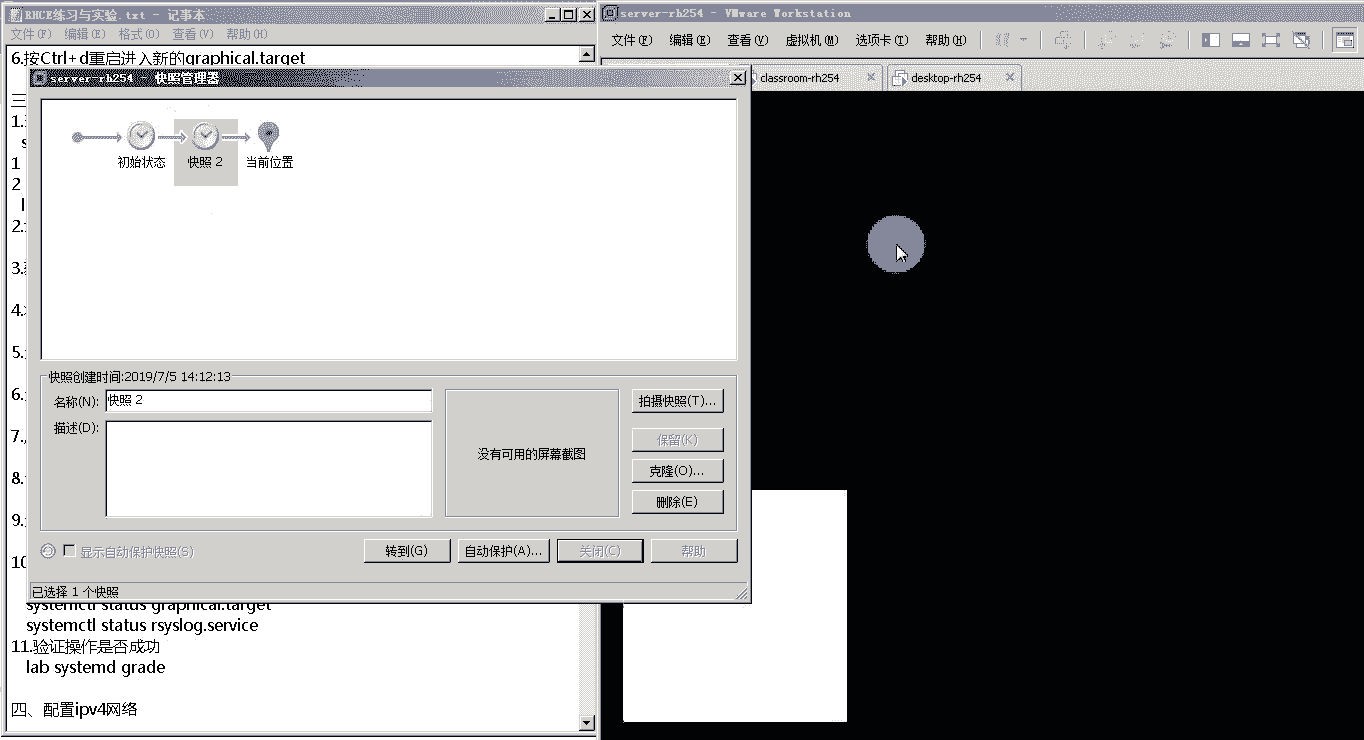 RHCE练习与实验.txt - 记事本
文件(F) 编辑(E) 格式(O) 查看(V) 帮助(H)
6.按Ctrl+d重启进入新的graphical.target
三
1.
s
1
2
l
2.
3.
4.
5.
6.
7.
8.
9.
10
systemctl status graphical.target
systemctl status rsyslog.service
11.验证操作是否成功
lab systemd grade
四、配置ipv4网络
server-rh254 - 快照管理器
初始状态 快照 2 当前位置
快照创建时间:2019/7/5 14:12:13
名称(N): 快照 2
描述(D):
没有可用的屏幕截图
拍摄快照(T)...
保留(K)
克隆(O)...
删除(E)
显示自动保护快照(S)
转到(G) 自动保护(A)... 关闭(C) 帮助
已选择 1 个快照
server-rh254 - VMware Workstation
文件(F) 编辑(E) 查看(V) 虚拟机(M) 选项卡(T) 帮助(H)
classroom-rh254 desktop-rh254